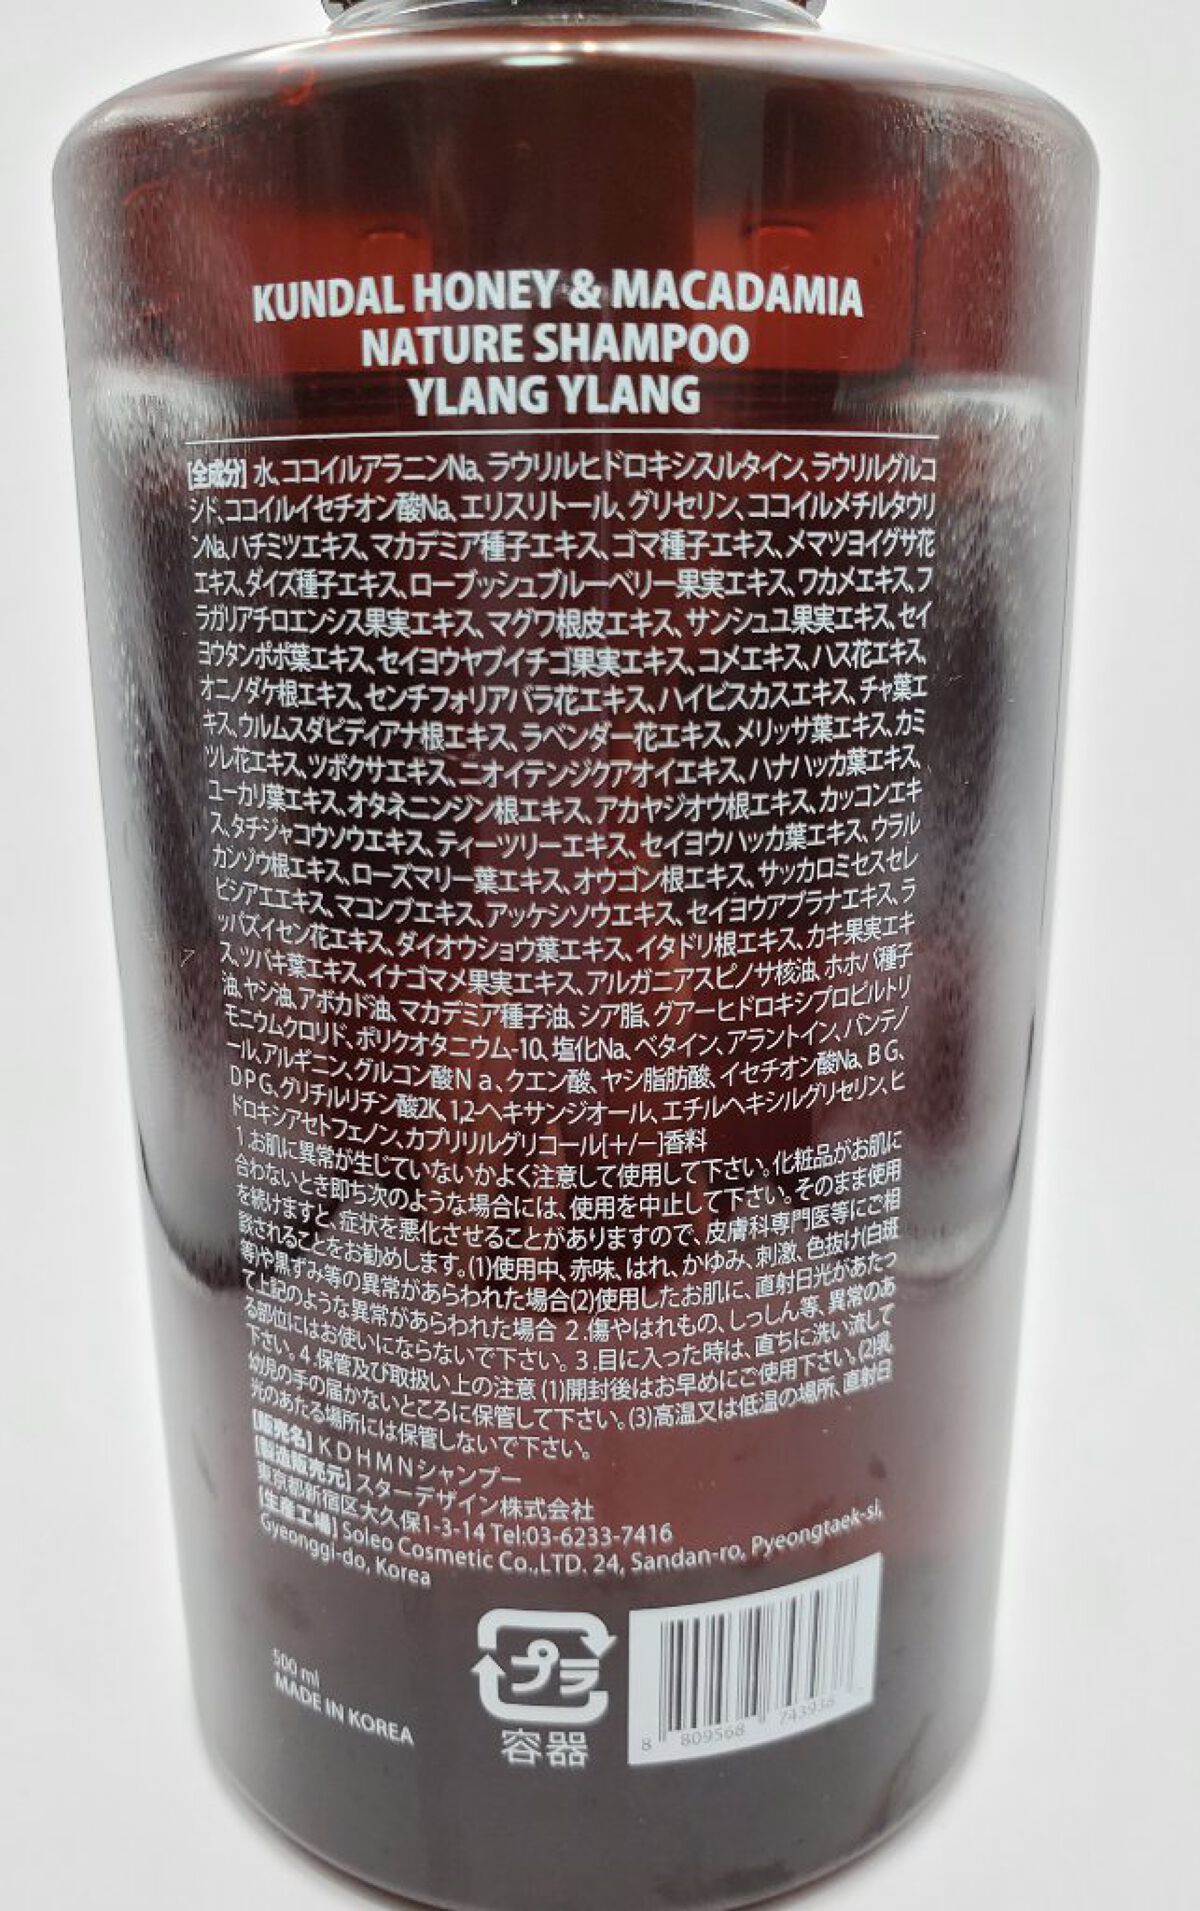 KUNDAL HONEY & MACADAMIA
NATURE SHAMPOO
YLANG YLANG
[全成分] 水、ココイルアラニンNa、ラウリルヒドロキシスルタイン、ラウリルグルコ
シド、ココイルイセチオン酸Na、エリスリトール、グリセリン、ココイルメチルタウリ
ンNa、ハチミツエキス、マカデミア種子エキス、ゴマ種子エキス、メマツヨイグサ花
エキス、ダイズ種子エキス、ローブッシュブルーベリー果実エキス、ワカメエキス、フ
ラガリアチロエンシス果実エキス、マグワ根皮エキス、サンシュユ果実エキス、セイ
ヨウタンポポ葉エキス、セイヨウヤブイチゴ果実エキス、コメエキス、ハス花エキス、
オニノダケ根エキス、センチフォリアバラ花エキス、ハイビスカスエキス、チャ葉エ
キス、ウルムスダビディアナ根エキス、ラベンダー花エキス、メリッサ葉エキス、カミ
ツレ花エキス、ツボクサエキス、ニオイテンジクアオイエキス、ハナハッカ葉エキス、
ユーカリ葉エキス、オタネニンジン根エキス、アカヤジオウ根エキス、カッコンエキ
ス、タチジャコウソウエキス、ティーツリーエキス、セイヨウハッカ葉エキス、ウラル
カンゾウ根エキス、ローズマリー葉エキス、オウゴン根エキス、サッカロミセスセレ
ビシアエエキス、マコンブエキス、アッケシソウエキス、セイヨウアブラナエキス、ラ
ッパズイセン花エキス、ダイオウショウ葉エキス、イタドリ根エキス、カキ果実エキ
ス、ツバキ葉エキス、イナゴマメ果実エキス、アルガニアスピノサ核油、ホホバ種子
油、ヤシ油、アボカド油、マカデミア種子油、シア脂、グアーヒドロキシプロピルトリ
モニウムクロリド、ポリクオタニウム-10、塩化Na、ベタイン、アラントイン、パンテノ
ール、アルギニン、グルコン酸Na、クエン酸、ヤシ脂肪酸、イセチオン酸Na、BG、
DPG、グリチルリチン酸2K、1,2-ヘキサンジオール、エチルヘキシルグリセリン、ヒ
ドロキシアセトフェノン、カプリリルグリコール[+/-]香料
1.お肌に異常が生じていないかよく注意して使用して下さい。化粧品がお肌に
合わないとき即ち次のような場合には、使用を中止して下さい。そのまま使用
を続けますと、症状を悪化させることがありますので、皮膚科専門医等にご相
談されることをお勧めします。(1)使用中、赤味、はれ、かゆみ、刺激、色抜け(白斑
等)や黒ずみ等の異常があらわれた場合(2)使用したお肌に、直射日光があたっ
て上記のような異常があらわれた場合 2.傷やはれもの、しっしん等、異常のあ
る部位にはお使いにならないで下さい。3.目に入った時は、直ちに洗い流して
下さい。4.保管及び取扱い上の注意 (1)開封後はお早めにご使用下さい。(2)乳
幼児の手の届かないところに保管して下さい。(3)高温又は低温の場所、直射日
光のあたる場所には保管しないで下さい。
[販売名] KDHMNシャンプー
[製造販売元] スターデザイン株式会社
東京都新宿区大久保1-3-14 Tel:03-6233-7416
[生産工場] Soleo Cosmetic Co.,LTD. 24, Sandan-ro, Pyeongtaek-si,
Gyeonggi-do, Korea
500 ml
MADE IN KOREA
プラ
容器
8 809568 743936